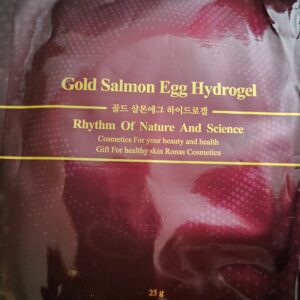 Gold Salmon Egg Hydrogel
골드 살몬에그 하이드로겔
Rhythm Of Nature And Science
Cosmetics For your beauty and health
Gift For healthy skin Ronas Cosmetics
25 g